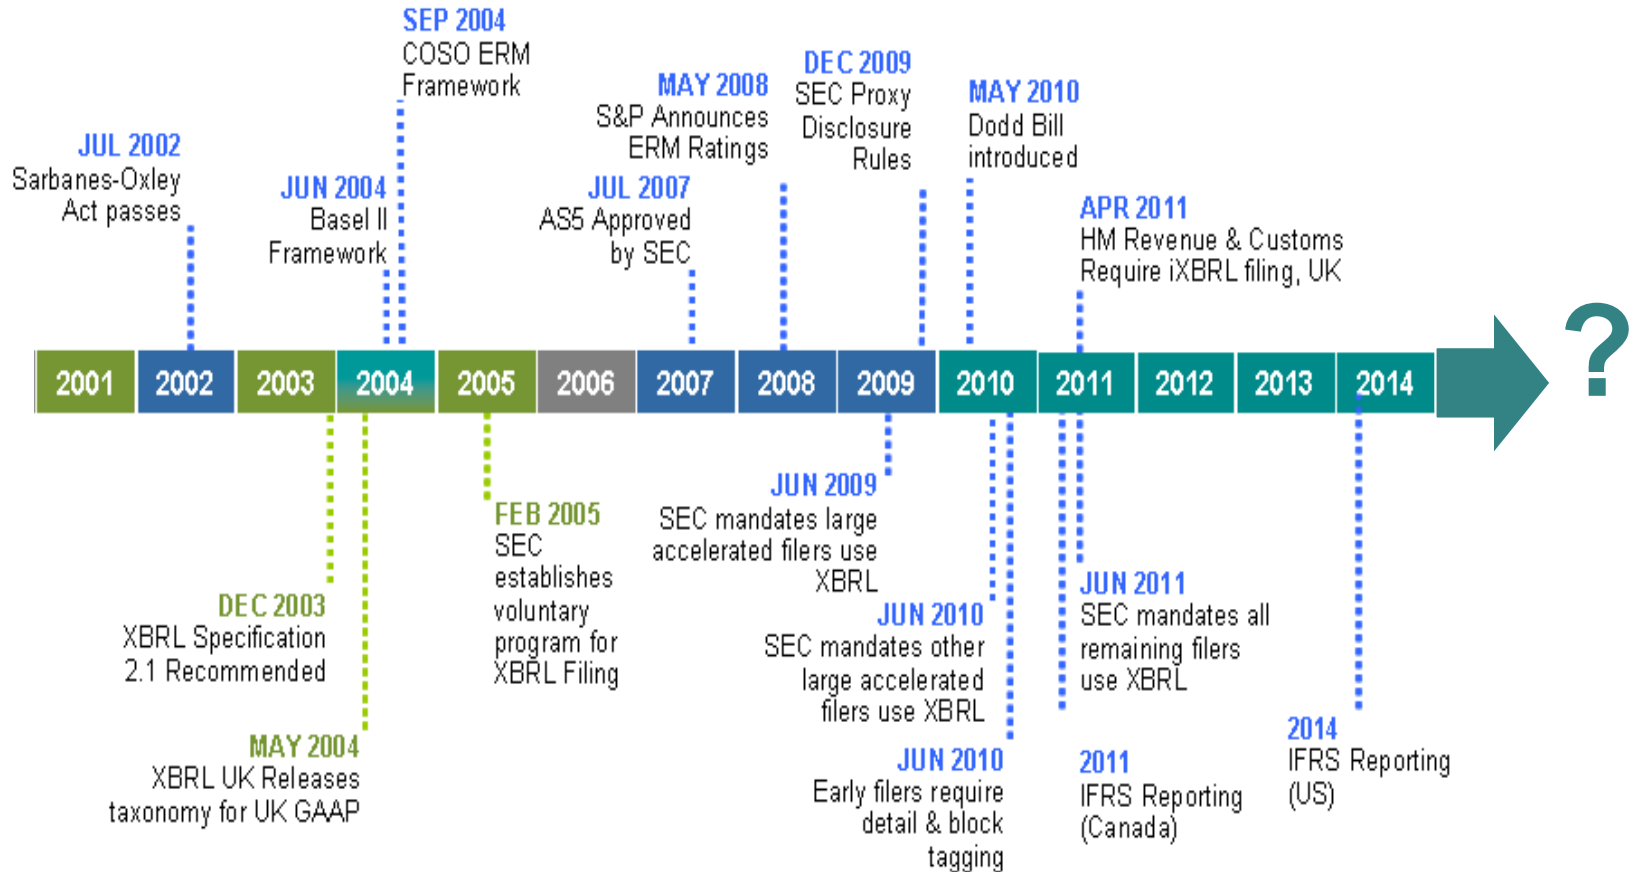 SEP 2004
COSO ERM
Framework
DEC 2009
SEC Proxy
Disclosure
Rules
MAY 2008
S&P Announces
ERM Ratings
MAY 2010
Dodd Bill
introduced
JUL 2002
Sarbanes-Oxley
Act passes
JUN 2004
Basel II
Framework
JUL 2007
AS5 Approved
by SEC
APR 2011
HM Revenue & Customs
Require iXBRL filing, UK
2001 2002 2003 2004 2005 2006 2007 2008 2009 2010 2011 2012 2013 2014 ?
DEC 2003
XBRL Specification
2.1 Recommended
MAY 2004
XBRL UK Releases
taxonomy for UK GAAP
FEB 2005
SEC
establishes
voluntary
program for
XBRL Filing
JUN 2009
SEC mandates large
accelerated filers use
XBRL
JUN 2010
SEC mandates other
large accelerated
filers use XBRL
JUN 2010
Early filers require
detail & block
tagging
JUN 2011
SEC mandates all
remaining filers
use XBRL
2011
IFRS Reporting
(Canada)
2014
IFRS Reporting
(US)